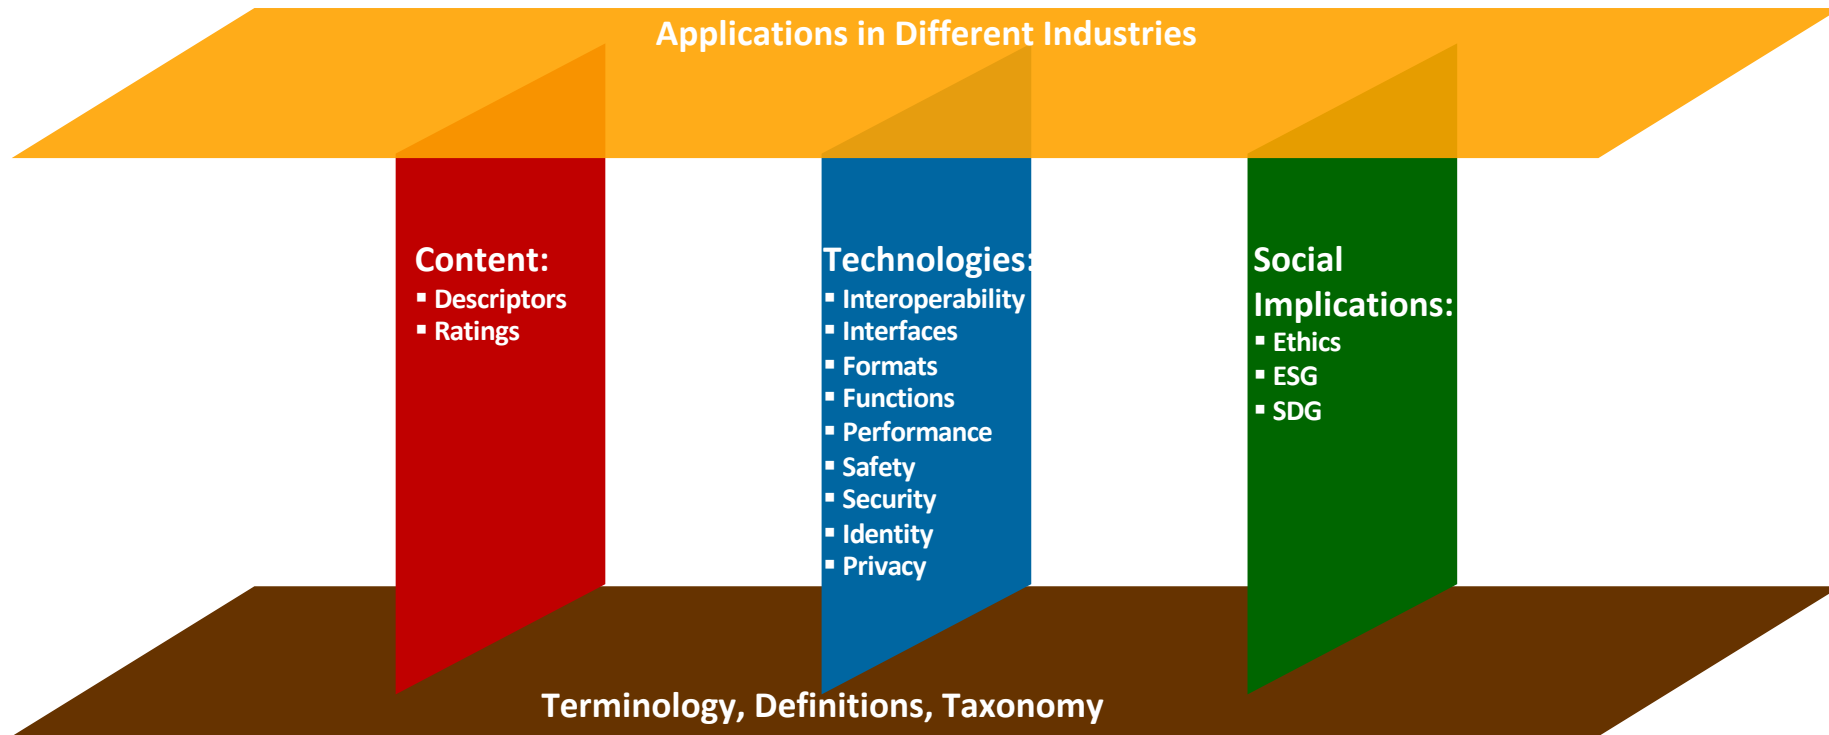 Applications in Different Industries
Content:
▪ Descriptors
▪ Ratings
Technologies:
▪ Interoperability
▪ Interfaces
▪ Formats
▪ Functions
▪ Performance
▪ Safety
▪ Security
▪ Identity
▪ Privacy
Social
Implications:
▪ Ethics
▪ ESG
▪ SDG
Terminology, Definitions, Taxonomy